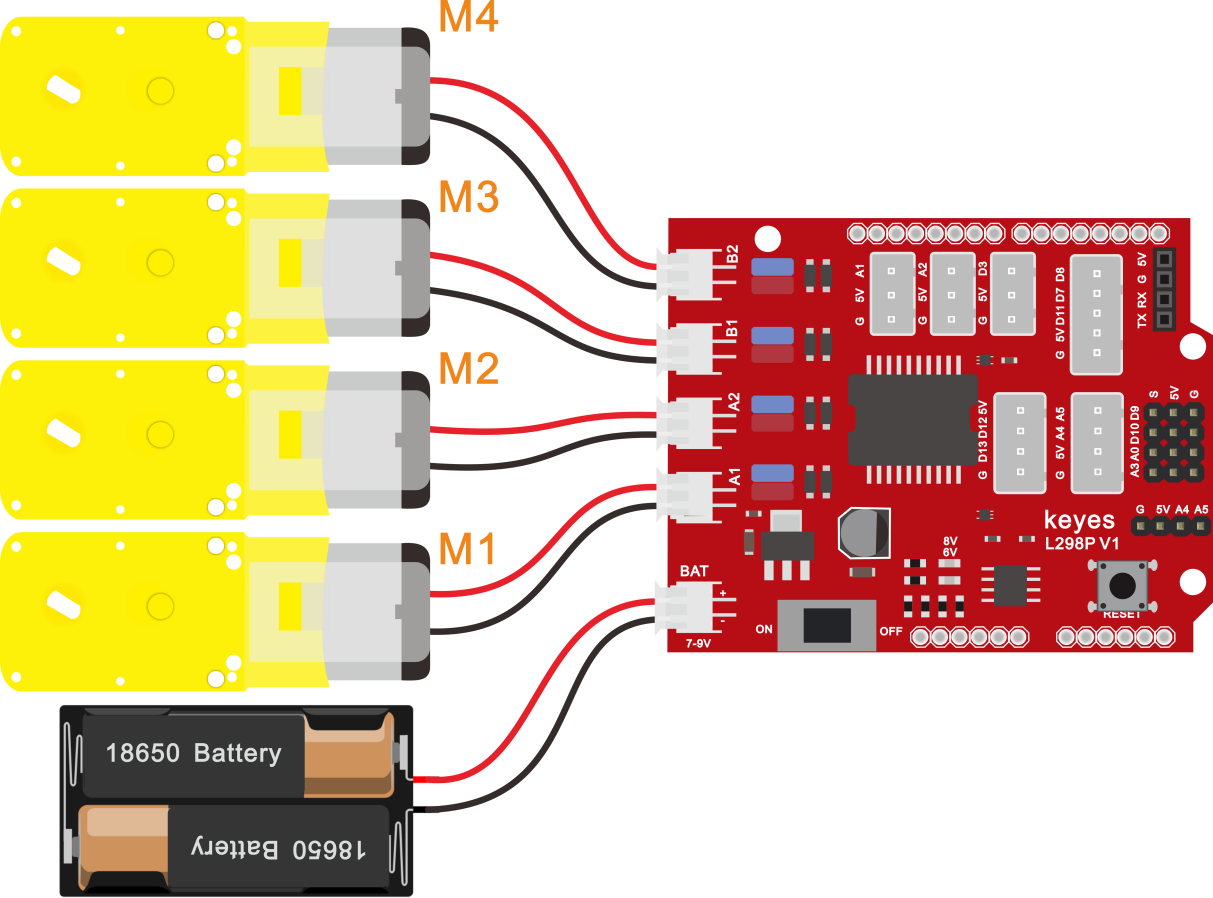 M4
M3
M2
M1
18650 Battery
18650 Battery
B2
B1
A2
A1
BAT
+
-
7-9V
ON
OFF
G 5V A1
G 5V A2
G 5V D3
G 5V D11 D7 D8
TX RX G 5V
G D13 D12 5V
G 5V A4 A5
S 5V G
A3 A0 D10 D9
G 5V A4 A5
keyes
L298P V1
8V
6V
RESET